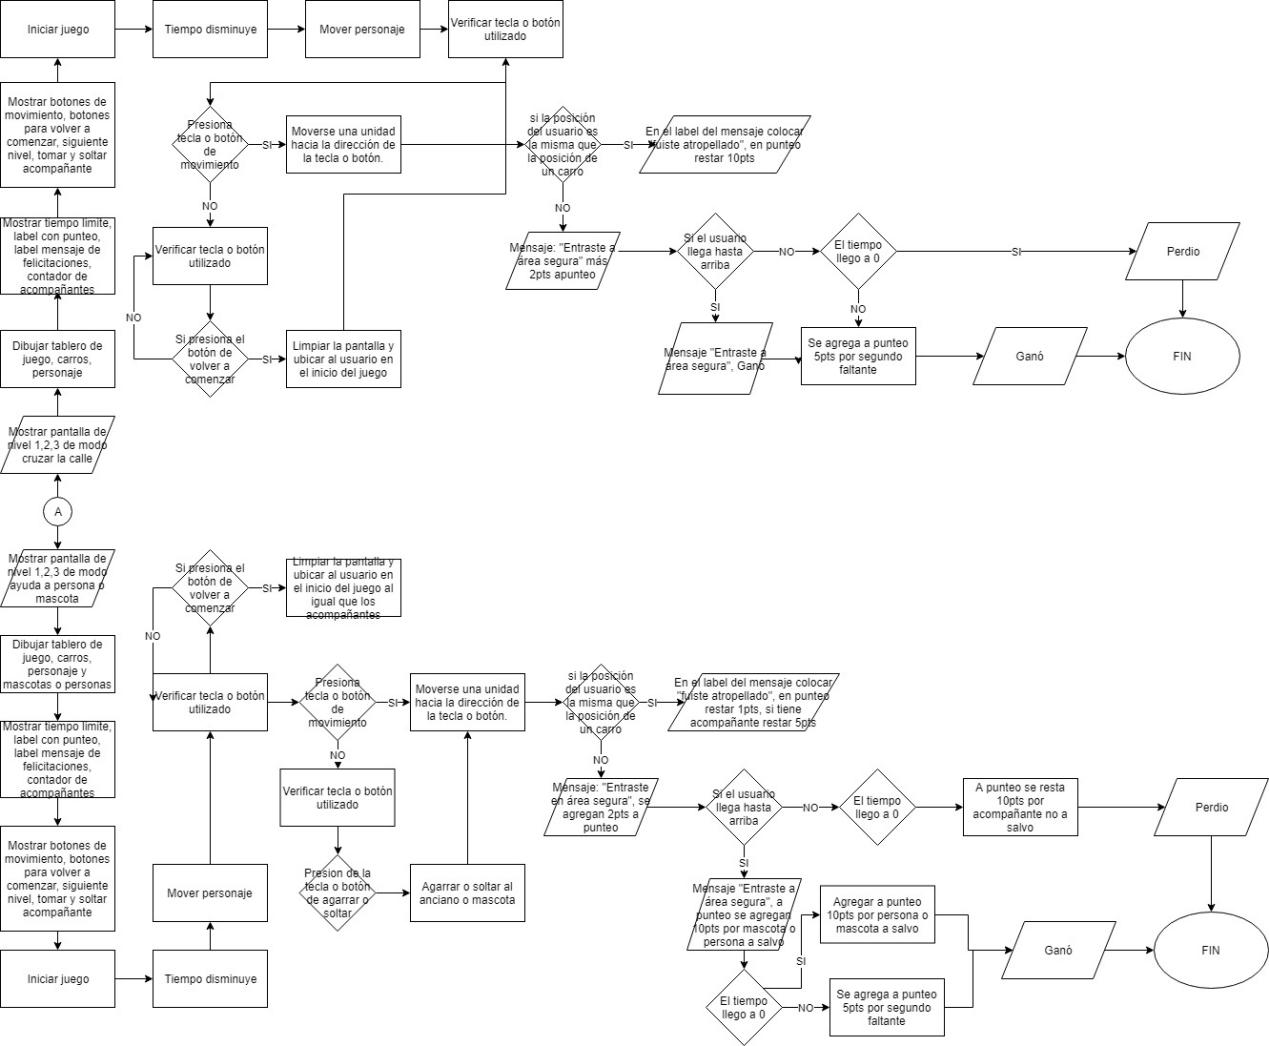 Iniciar juego
Tiempo disminuye
Mover personaje
Verificar tecla o botón
utilizado
Mostrar botones de
movimiento, botones
para volver a
comenzar, siguiente
nivel, tomar y soltar
acompañante
Presiona
tecla o botón
de
movimiento
SI
Moverse una unidad
hacia la dirección de
la tecla o botón.
si la posición
del usuario es
la misma que
la posición de
un carro
SI
En el label del mensaje colocar
"fuiste atropellado", en punteo
restar 10pts
NO
NO
Mostrar tiempo limite,
label con punteo,
label mensaje de
felicitaciones,
contador de
acompañantes
Verificar tecla o botón
utilizado
Mensaje: "Entraste a
área segura" más
2pts apunteo
Si el usuario
llega hasta
arriba
NO
El tiempo
llego a 0
SI
Perdio
NO
SI
NO
Dibujar tablero de
juego, carros,
personaje
Si presiona el
botón de
volver a
comenzar
SI
Limpiar la pantalla y
ubicar al usuario en
el inicio del juego
Mensaje "Entraste a
área segura", Ganó
Se agrega a punteo
5pts por segundo
faltante
Ganó
FIN
Mostrar pantalla de
nivel 1,2,3 de modo
cruzar la calle
A
Mostrar pantalla de
nivel 1,2,3 de modo
ayuda a persona o
mascota
Si presiona el
botón de
volver a
comenzar
SI
Limpiar la pantalla y
ubicar al usuario en
el inicio del juego al
igual que los
acompañantes
NO
Dibujar tablero de
juego, carros,
personaje y
mascotas o personas
Verificar tecla o botón
utilizado
Presiona
tecla o botón
de
movimiento
SI
Moverse una unidad
hacia la dirección de
la tecla o botón.
si la posición
del usuario es
la misma que
la posición de
un carro
SI
En el label del mensaje colocar
"fuiste atropellado", en punteo
restar 1pts, si tiene
acompañante restar 5pts
NO
NO
Mostrar tiempo limite,
label con punteo,
label mensaje de
felicitaciones,
contador de
acompañantes
Verificar tecla o botón
utilizado
Mensaje: "Entraste
en área segura", se
agregan 2pts a
punteo
Si el usuario
llega hasta
arriba
NO
El tiempo
llego a 0
A punteo se resta
10pts por
acompañante no a
salvo
Perdio
SI
Mostrar botones de
movimiento, botones
para volver a
comenzar, siguiente
nivel, tomar y soltar
acompañante
Mover personaje
Presion de la
tecla o botón
de agarrar o
soltar
Agarrar o soltar al
anciano o mascota
Mensaje "Entraste a
área segura", a
punteo se agregan
10pts por mascota o
persona a salvo
Agregar a punteo
10pts por persona o
mascota a salvo
SI
Ganó
FIN
Iniciar juego
Tiempo disminuye
El tiempo
llego a 0
NO
Se agrega a punteo
5pts por segundo
faltante